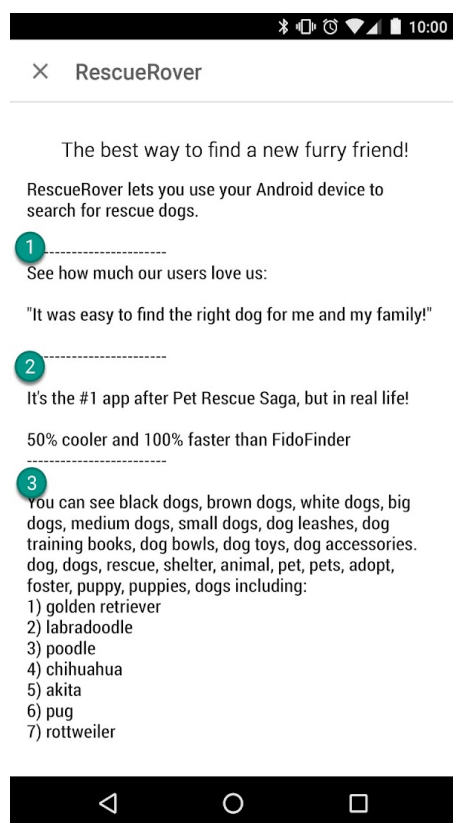 10:00
RescueRover
The best way to find a new furry friend!
RescueRover lets you use your Android device to
search for rescue dogs.
1
----------------------
See how much our users love us:
"It was easy to find the right dog for me and my family!"
2
----------------------
It's the #1 app after Pet Rescue Saga, but in real life!
50% cooler and 100% faster than FidoFinder
-------------------------
3
You can see black dogs, brown dogs, white dogs, big
dogs, medium dogs, small dogs, dog leashes, dog
training books, dog bowls, dog toys, dog accessories.
dog, dogs, rescue, shelter, animal, pet, pets, adopt,
foster, puppy, puppies, dogs including:
1) golden retriever
2) labradoodle
3) poodle
4) chihuahua
5) akita
6) pug
7) rottweiler